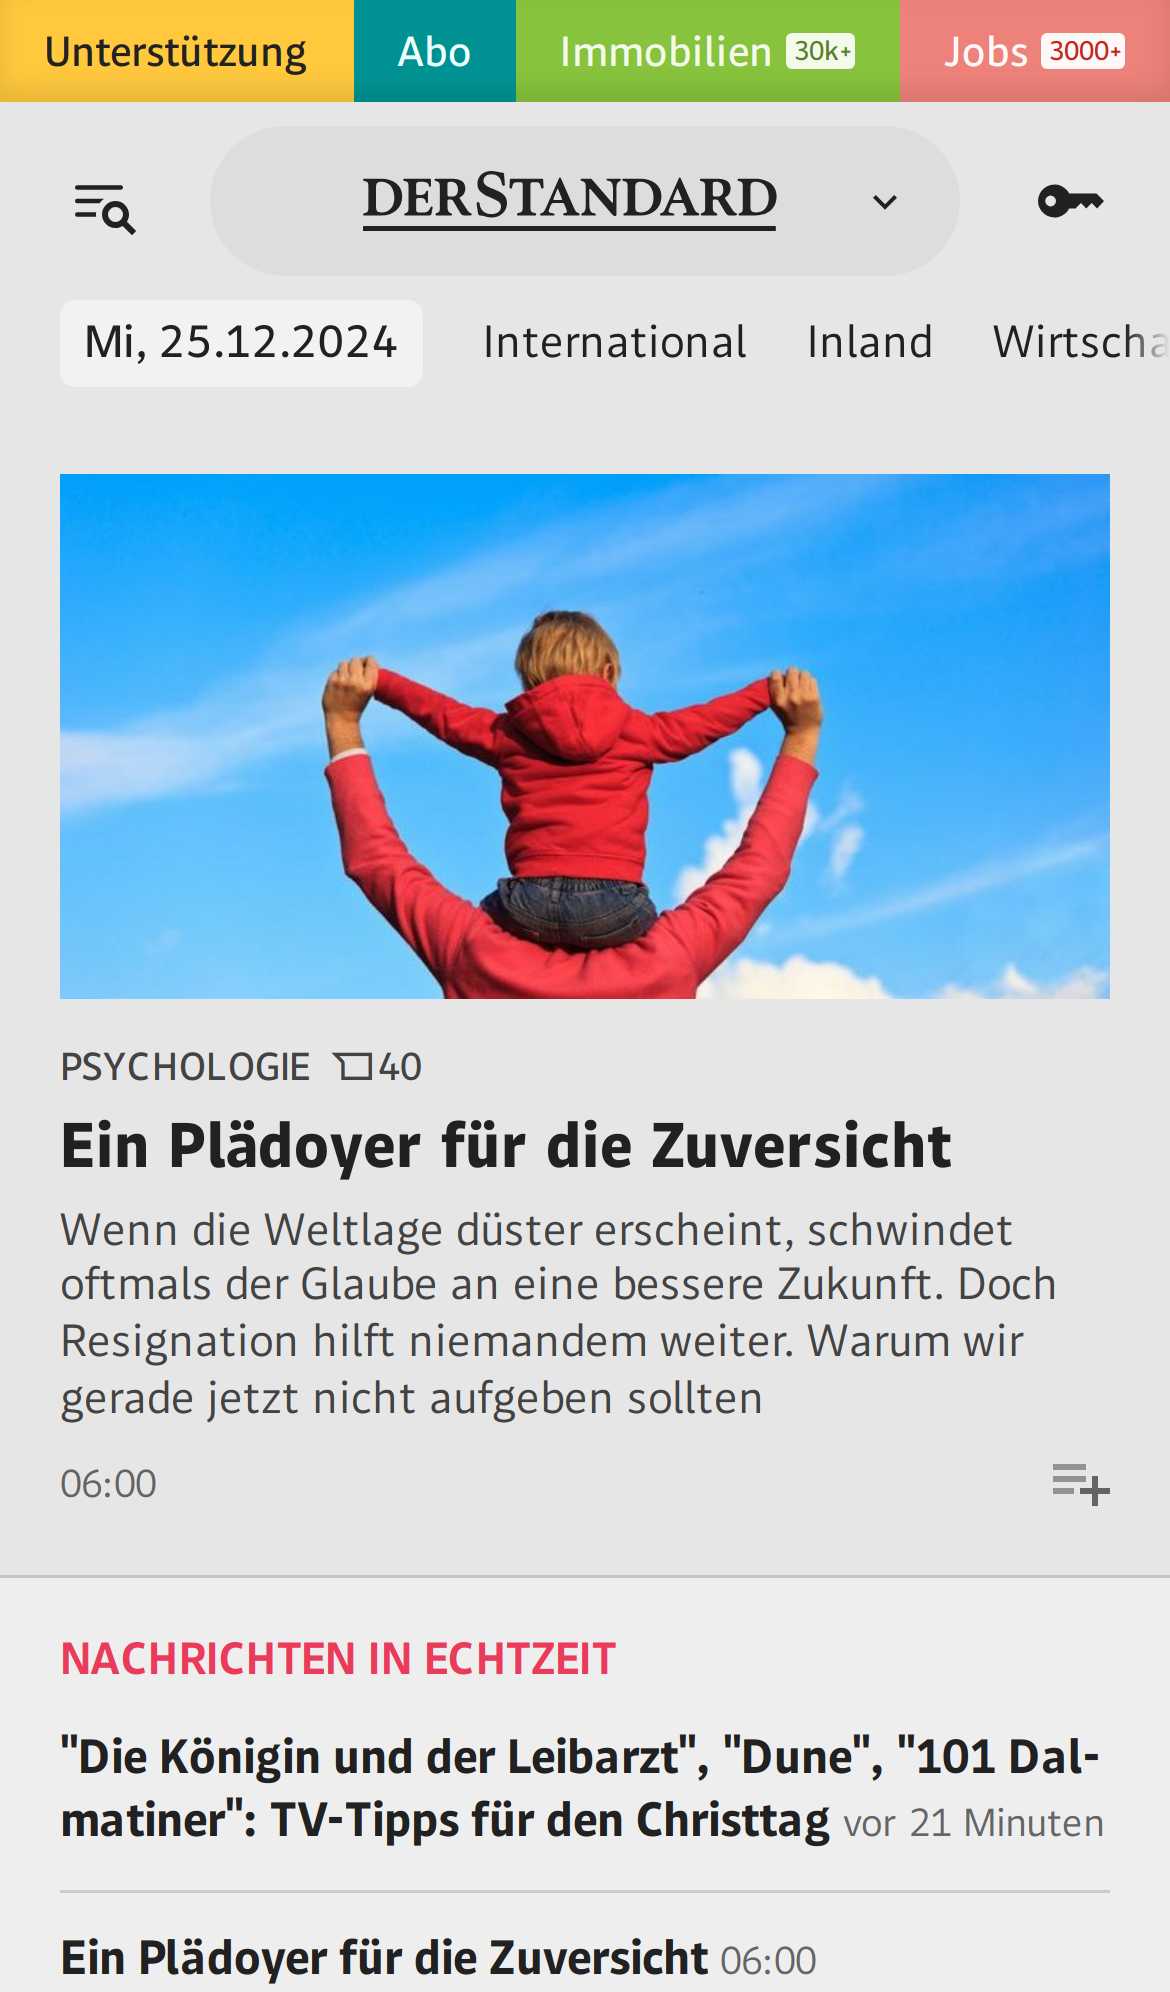 Unterstützung
Abo
Immobilien 30k+
Jobs 3000+
DERSTANDARD
Mi, 25.12.2024
International
Inland
Wirtscha
PSYCHOLOGIE 40
Ein Plädoyer für die Zuversicht
Wenn die Weltlage düster erscheint, schwindet
oftmals der Glaube an eine bessere Zukunft. Doch
Resignation hilft niemandem weiter. Warum wir
gerade jetzt nicht aufgeben sollten
06:00
NACHRICHTEN IN ECHTZEIT
"Die Königin und der Leibarzt", "Dune", "101 Dal-
matiner": TV-Tipps für den Christtag vor 21 Minuten
Ein Plädoyer für die Zuversicht 06:00